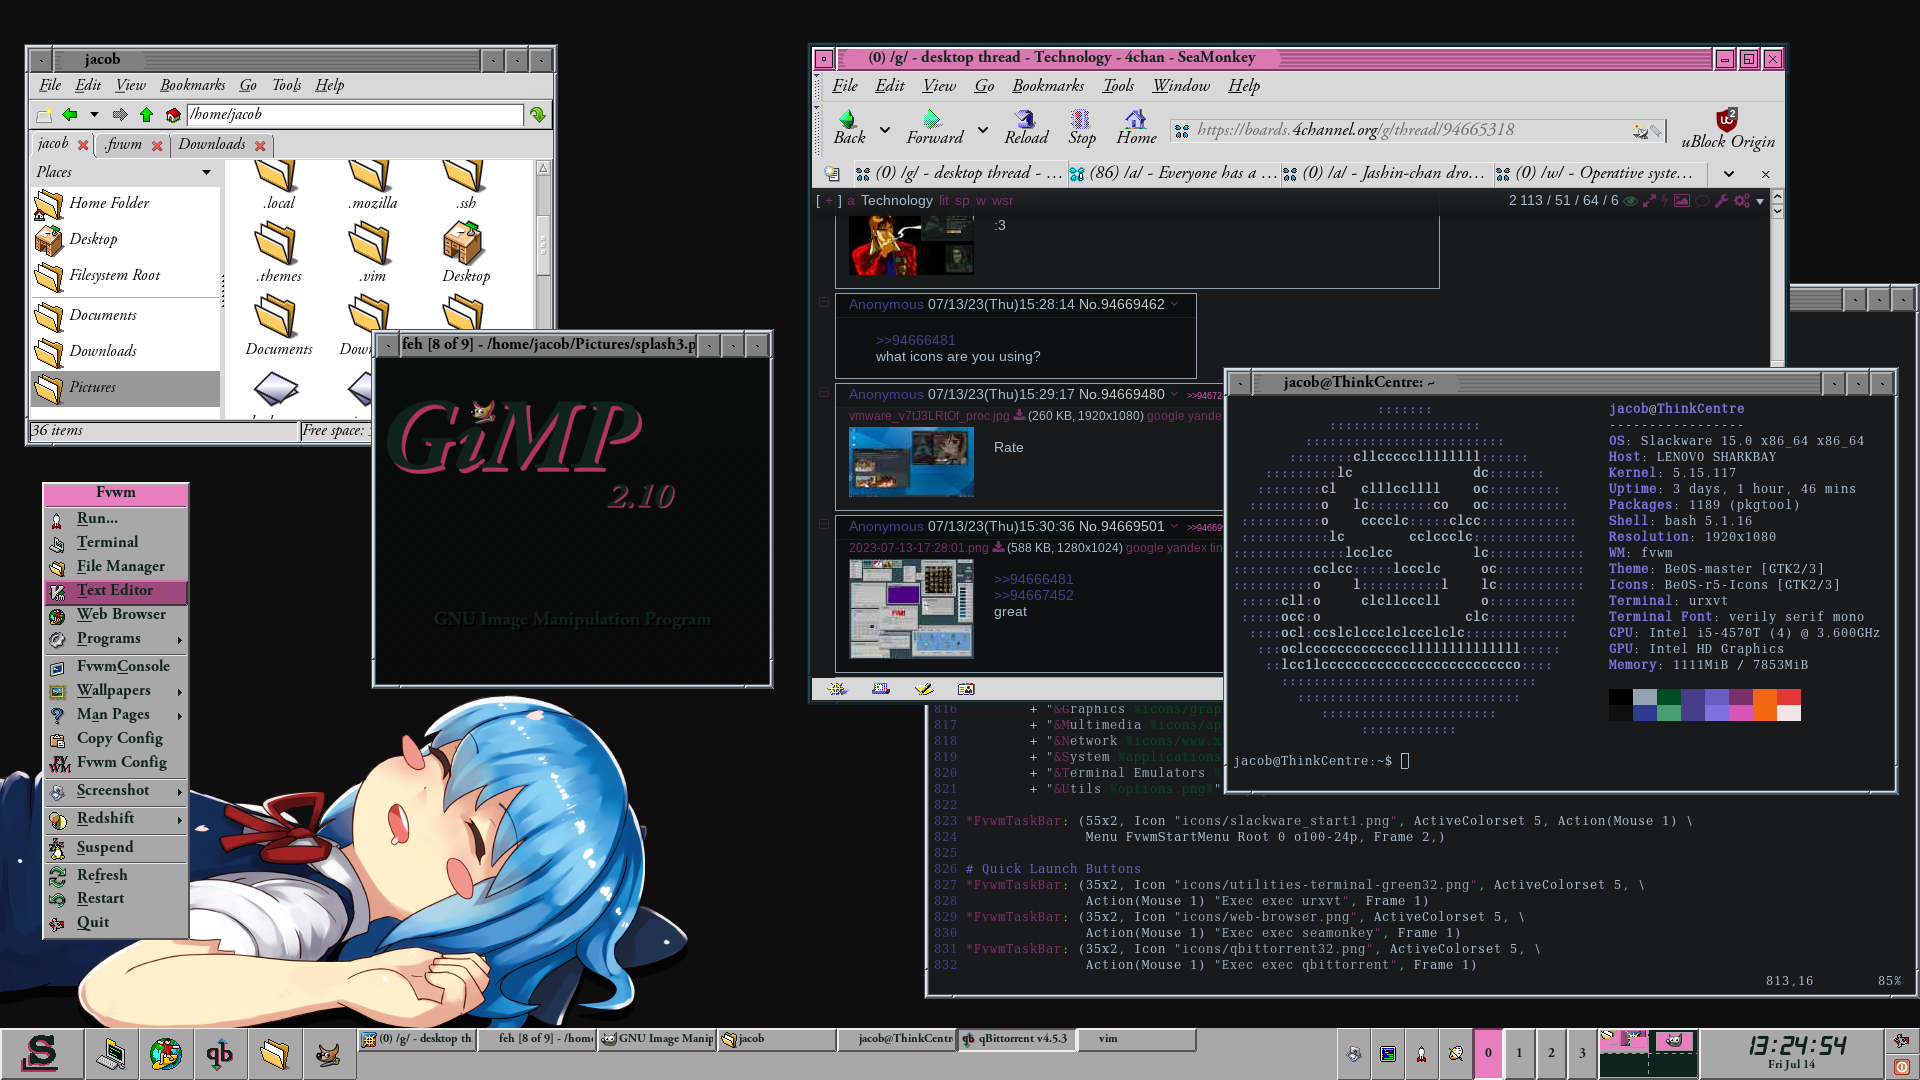 jacob
File Edit View Bookmarks Go Tools Help
/home/jacob
jacob .fvwm Downloads
Places
Home Folder
Desktop
Filesystem Root
Documents
Downloads
Pictures
.local .mozilla .ssh
.themes .vim Desktop
Documents
36 items
Free space:
feh [8 of 9] - /home/jacob/Pictures/splash3.p
GiMP
2.10
GNU Image Manipulation Program
Fvwm
Run...
Terminal
File Manager
Text Editor
Web Browser
Programs
FvwmConsole
Wallpapers
Man Pages
Copy Config
Fvwm Config
Screenshot
Redshift
Suspend
Refresh
Restart
Quit
(0) /g/ - desktop thread - Technology - 4chan - SeaMonkey
File Edit View Go Bookmarks Tools Window Help
Back Forward Reload Stop Home https://boards.4channel.org/g/thread/94665318 uBlock Origin
(0) /g/ - desktop thread - ... (86) /a/ - Everyone has a ... (0) /a/ - Jashin-chan dro... (0) /w/ - Operative syste...
[ + ] a Technology lit sp w wsr 2 113 / 51 / 64 / 6
:3
Anonymous 07/13/23(Thu)15:28:14 No.94669462
>>94666481
what icons are you using?
Anonymous 07/13/23(Thu)15:29:17 No.94669480
vmware_v7tJ3LRtOf_proc.jpg (260 KB, 1920x1080) google yande
Rate
Anonymous 07/13/23(Thu)15:30:36 No.94669501
2023-07-13-17:28:01.png (588 KB, 1280x1024) google yandex
>>94666481
>>94667452
great
jacob@ThinkCentre: ~
jacob@ThinkCentre
-----------------
OS: Slackware 15.0 x86_64 x86_64
Host: LENOVO SHARKBAY
Kernel: 5.15.117
Uptime: 3 days, 1 hour, 46 mins
Packages: 1189 (pkgtool)
Shell: bash 5.1.16
Resolution: 1920x1080
WM: fvwm
Theme: BeOS-master [GTK2/3]
Icons: BeOS-r5-Icons [GTK2/3]
Terminal: urxvt
Terminal Font: verily serif mono
CPU: Intel i5-4570T (4) @ 3.600GHz
GPU: Intel HD Graphics
Memory: 1111MiB / 7853MiB
jacob@ThinkCentre:~$
816 + "&Graphics %icons/grap
817 + "&Multimedia %icons/ap
818 + "&Network %icons/www.x
819 + "&System %applications
820 + "&Terminal Emulators %
821 + "&Utils %options.png%"
822
823 *FvwmTaskBar: (55x2, Icon "icons/slackware_start1.png", ActiveColorset 5, Action(Mouse 1) \
824 Menu FvwmStartMenu Root 0 o100-24p, Frame 2,)
825
826 # Quick Launch Buttons
827 *FvwmTaskBar: (35x2, Icon "icons/utilities-terminal-green32.png", ActiveColorset 5, \
828 Action(Mouse 1) "Exec exec urxvt", Frame 1)
829 *FvwmTaskBar: (35x2, Icon "icons/web-browser.png", ActiveColorset 5, \
830 Action(Mouse 1) "Exec exec seamonkey", Frame 1)
831 *FvwmTaskBar: (35x2, Icon "icons/qbittorrent32.png", ActiveColorset 5, \
832 Action(Mouse 1) "Exec exec qbittorrent", Frame 1)
813,16 85%
S qb (0) /g/ - desktop th feh [8 of 9] - /home GNU Image Manip jacob jacob@ThinkCentr qBittorrent v4.5.3 vim
0 1 2 3
13:24:54
Fri Jul 14